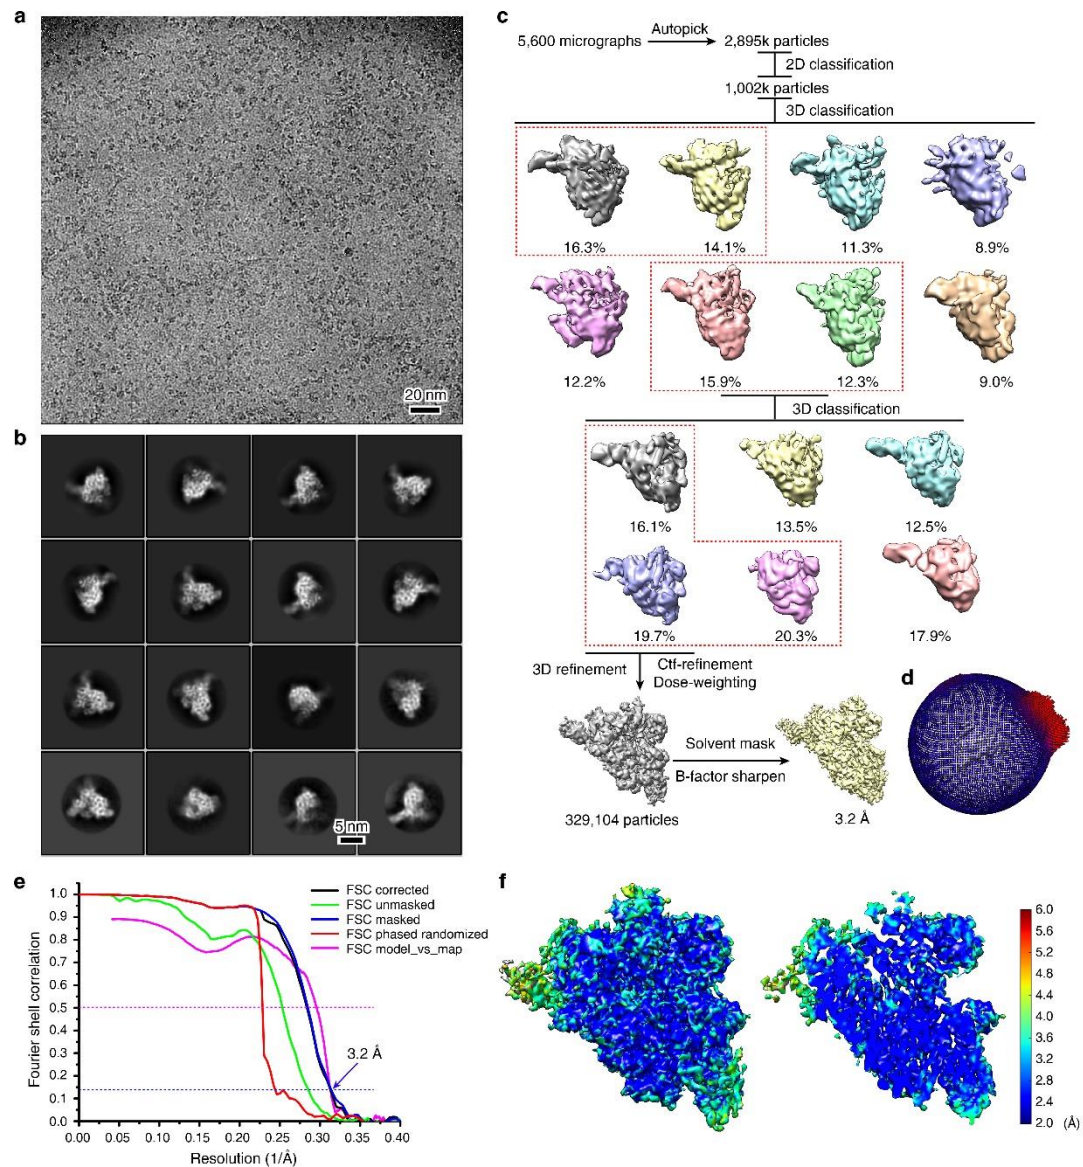 a
20 nm
b
5 nm
c
5,600 micrographs
Autopick
2,895k particles
2D classification
1,002k particles
3D classification
16.3%
14.1%
11.3%
8.9%
12.2%
15.9%
12.3%
9.0%
3D classification
16.1%
13.5%
12.5%
19.7%
20.3%
17.9%
3D refinement
Ctf-refinement
Dose-weighting
Solvent mask
B-factor sharpen
329,104 particles
3.2 Å
d
e
1.0
0.9
0.8
0.7
0.6
0.5
0.4
0.3
0.2
0.1
0.0
Fourier shell correlation
FSC corrected
FSC unmasked
FSC masked
FSC phased randomized
FSC model_vs_map
3.2 Å
0.00
0.05
0.10
0.15
0.20
0.25
0.30
0.35
0.40
Resolution (1/Å)
f
6.0
5.0
4.0
3.6
3.2
2.8
2.4
2.0
(Å)